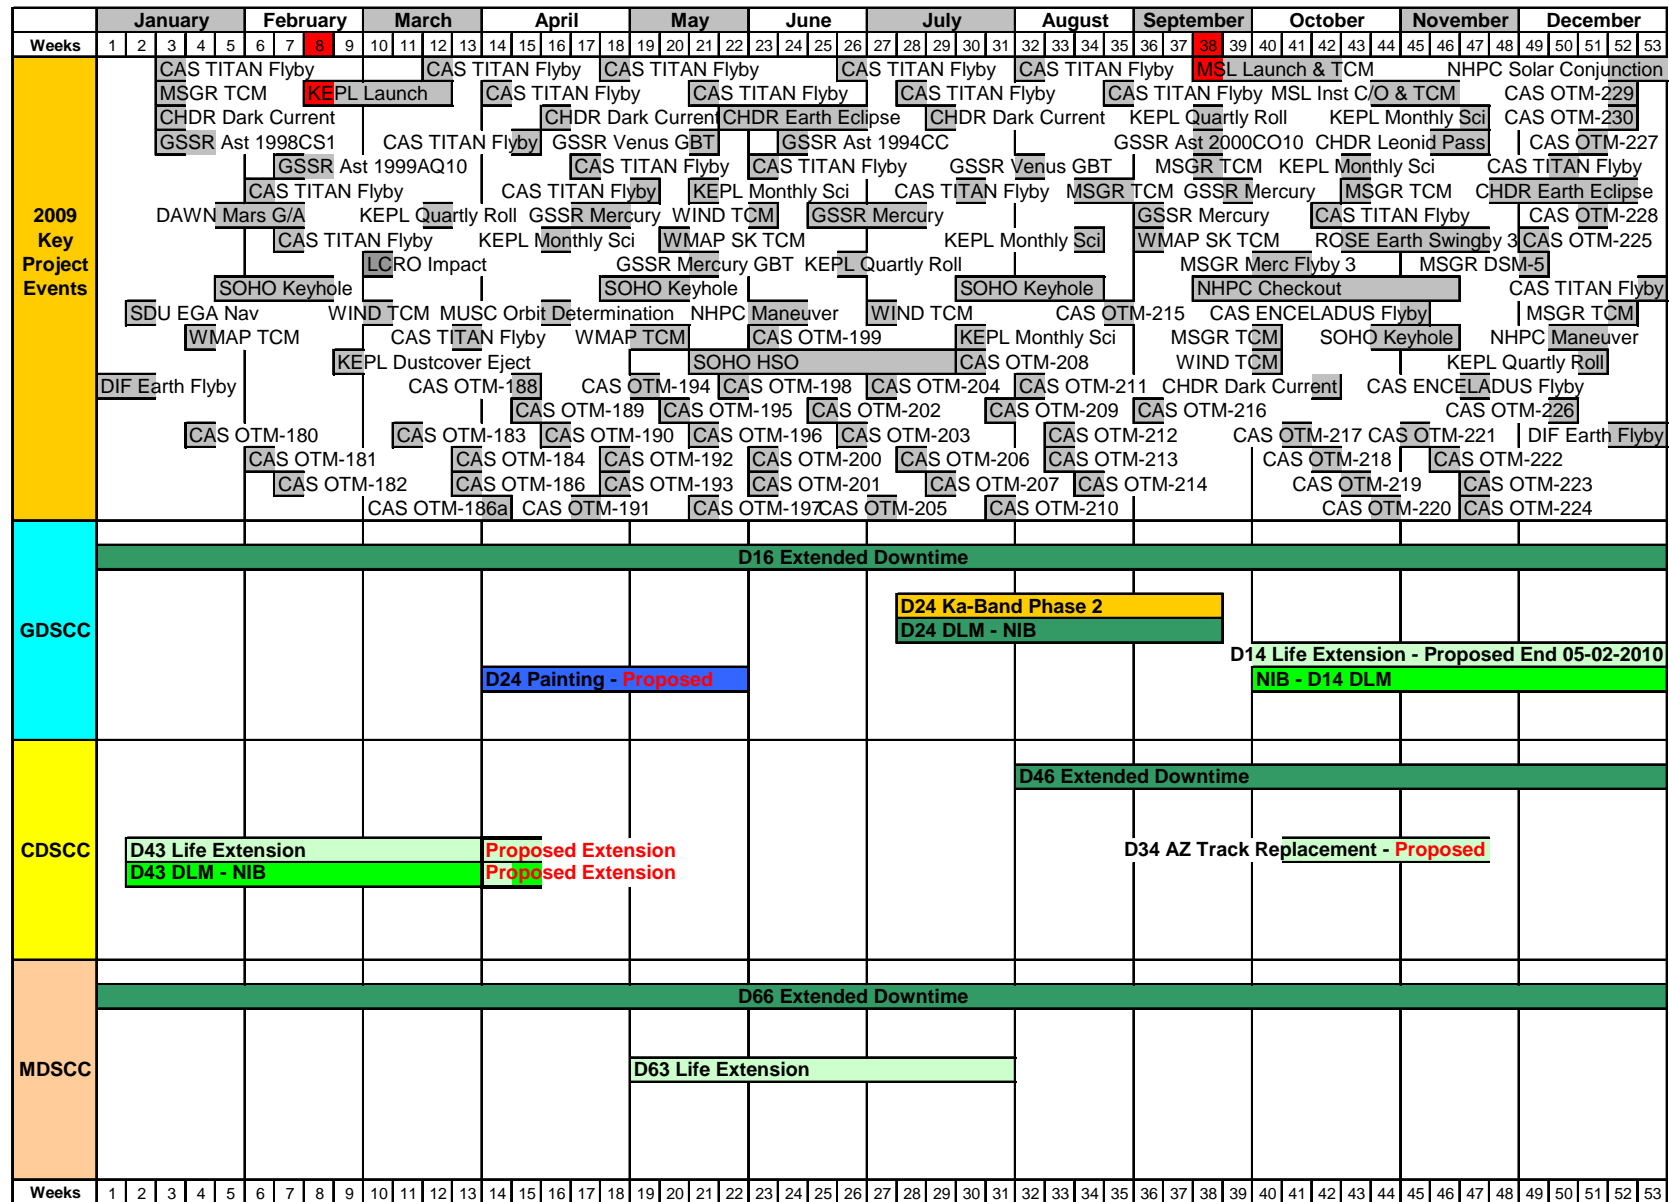 January February March April May June July August September October November December
Weeks 1 2 3 4 5 6 7 8 9 10 11 12 13 14 15 16 17 18 19 20 21 22 23 24 25 26 27 28 29 30 31 32 33 34 35 36 37 38 39 40 41 42 43 44 45 46 47 48 49 50 51 52 53
2009 Key Project Events
CAS TITAN Flyby CAS TITAN Flyby CAS TITAN Flyby CAS TITAN Flyby CAS TITAN Flyby MSL Launch & TCM NHPC Solar Conjunction
MSGR TCM KEPL Launch CAS TITAN Flyby CAS TITAN Flyby CAS TITAN Flyby CAS TITAN Flyby MSL Inst C/O & TCM CAS OTM-229
CHDR Dark Current CHDR Dark Current CHDR Earth Eclipse CHDR Dark Current KEPL Quartly Roll KEPL Monthly Sci CAS OTM-230
GSSR Ast 1998CS1 CAS TITAN Flyby GSSR Venus GBT GSSR Ast 1994CC GSSR Ast 2000CO10 CHDR Leonid Pass CAS OTM-227
GSSR Ast 1999AQ10 CAS TITAN Flyby CAS TITAN Flyby GSSR Venus GBT MSGR TCM KEPL Monthly Sci CAS TITAN Flyby
CAS TITAN Flyby CAS TITAN Flyby KEPL Monthly Sci CAS TITAN Flyby MSGR TCM GSSR Mercury MSGR TCM CHDR Earth Eclipse
DAWN Mars G/A KEPL Quartly Roll GSSR Mercury WIND TCM GSSR Mercury GSSR Mercury CAS TITAN Flyby CAS OTM-228
CAS TITAN Flyby KEPL Monthly Sci WMAP SK TCM KEPL Monthly Sci WMAP SK TCM ROSE Earth Swingby 3 CAS OTM-225
LCRO Impact GSSR Mercury GBT KEPL Quartly Roll MSGR Merc Flyby 3 MSGR DSM-5
SOHO Keyhole SOHO Keyhole SOHO Keyhole NHPC Checkout CAS TITAN Flyby
SDU EGA Nav WIND TCM MUSC Orbit Determination NHPC Maneuver WIND TCM CAS OTM-215 CAS ENCELADUS Flyby MSGR TCM
WMAP TCM CAS TITAN Flyby WMAP TCM CAS OTM-199 KEPL Monthly Sci MSGR TCM SOHO Keyhole NHPC Maneuver
KEPL Dustcover Eject SOHO HSO CAS OTM-208 WIND TCM KEPL Quartly Roll
DIF Earth Flyby CAS OTM-188 CAS OTM-194 CAS OTM-198 CAS OTM-204 CAS OTM-211 CHDR Dark Current CAS ENCELADUS Flyby
CAS OTM-189 CAS OTM-195 CAS OTM-202 CAS OTM-209 CAS OTM-216 CAS OTM-226
CAS OTM-180 CAS OTM-183 CAS OTM-190 CAS OTM-196 CAS OTM-203 CAS OTM-212 CAS OTM-217 CAS OTM-221 DIF Earth Flyby
CAS OTM-181 CAS OTM-184 CAS OTM-192 CAS OTM-200 CAS OTM-206 CAS OTM-213 CAS OTM-218 CAS OTM-222
CAS OTM-182 CAS OTM-186 CAS OTM-193 CAS OTM-201 CAS OTM-207 CAS OTM-214 CAS OTM-219 CAS OTM-223
CAS OTM-186a CAS OTM-191 CAS OTM-197 CAS OTM-205 CAS OTM-210 CAS OTM-220 CAS OTM-224
GDSCC
D16 Extended Downtime
D24 Ka-Band Phase 2
D24 DLM - NIB
D14 Life Extension - Proposed End 05-02-2010
D24 Painting - Proposed NIB - D14 DLM
CDSCC
D46 Extended Downtime
D43 Life Extension Proposed Extension D34 AZ Track Replacement - Proposed
D43 DLM - NIB Proposed Extension
MDSCC
D66 Extended Downtime
D63 Life Extension
Weeks 1 2 3 4 5 6 7 8 9 10 11 12 13 14 15 16 17 18 19 20 21 22 23 24 25 26 27 28 29 30 31 32 33 34 35 36 37 38 39 40 41 42 43 44 45 46 47 48 49 50 51 52 53